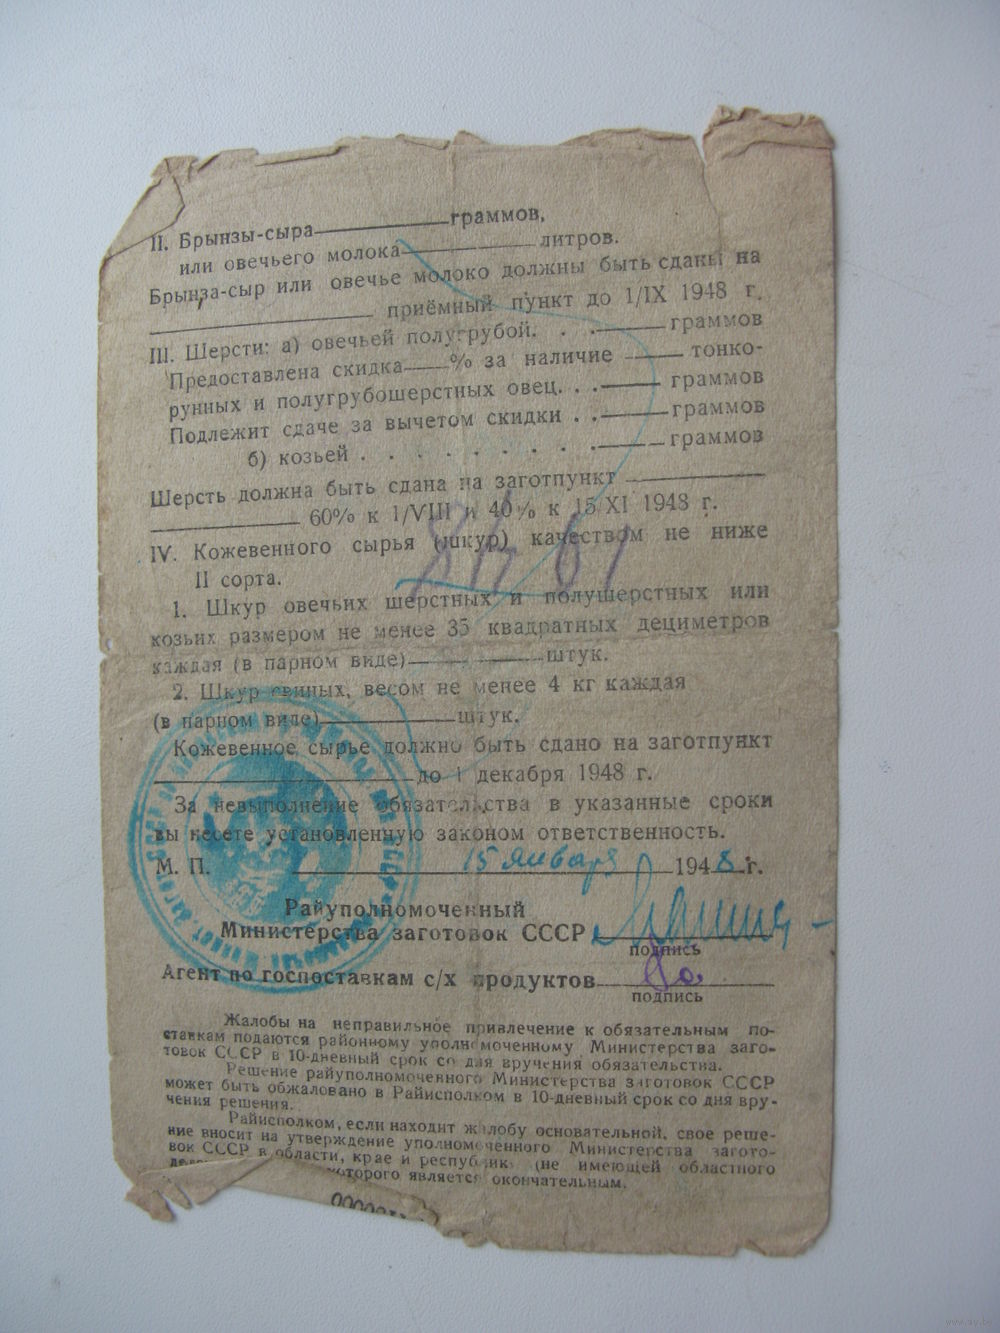 II. Брынзы-сыра граммов,
или овечьего молока литров.
Брынза-сыр или овечье молоко должны быть сданы на
приёмный пункт до 1/IX 1948 г.
III. Шерсти: а) овечьей полугрубой. . . граммов
Предоставлена скидка % за наличие тонко-
рунных и полугрубошерстных овец. . . граммов
Подлежит сдаче за вычетом скидки . . граммов
б) козьей . . . . . . . . . граммов
Шерсть должна быть сдана на заготпункт
60% к 1/VIII и 40% к 15/XI 1948 г.
IV. Кожевенного сырья (шкур) качеством не ниже
II сорта.
1. Шкур овечьих шерстных и полушерстных или
козьих размером не менее 35 квадратных дециметров
каждая (в парном виде) штук.
2. Шкур свиных, весом не менее 4 кг каждая
(в парном виде) штук.
Кожевенное сырье должно быть сдано на заготпункт
до 1 декабря 1948 г.
За невыполнение обязательства в указанные сроки
вы несете установленную законом ответственность.
М. П. 15 января 1948 г.
Райуполномоченный
Министерства заготовок СССР
подпись
Агент по госпоставкам с/х продуктов
подпись
Жалобы на неправильное привлечение к обязательным по-
ставкам подаются районному уполномоченному Министерства заго-
товок СССР в 10-дневный срок со дня вручения обязательства.
Решение райуполномоченного Министерства заготовок СССР
может быть обжаловано в Райисполком в 10-дневный срок со дня вру-
чения решения.
Райисполком, если находит жалобу основательной, свое реше-
ние вносит на утверждение уполномоченного Министерства загото-
вок СССР в области, крае и республике (не имеющей областного
которого является окончательным.